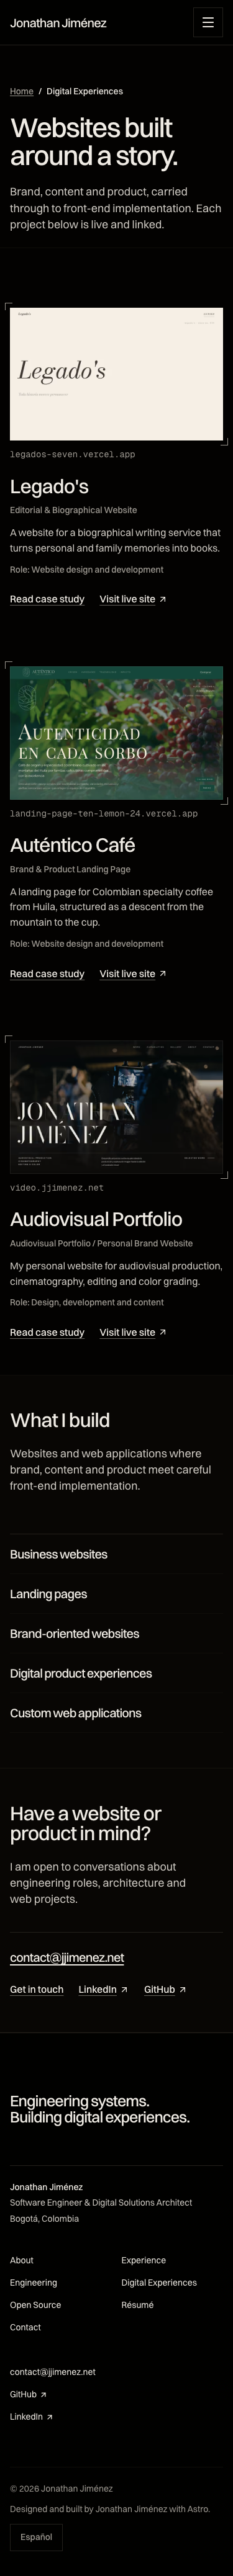 Jonathan Jiménez
Home / Digital Experiences
Websites built
around a story.
Brand, content and product, carried
through to front-end implementation. Each
project below is live and linked.
Legado's
Legado's
legados-seven.vercel.app
Legado's
Editorial & Biographical Website
A website for a biographical writing service that
turns personal and family memories into books.
Role: Website design and development
Read case study Visit live site ↗
AUTENTICIDAD
EN CADA SORBO
landing-page-ten-lemon-24.vercel.app
Auténtico Café
Brand & Product Landing Page
A landing page for Colombian specialty coffee
from Huila, structured as a descent from the
mountain to the cup.
Role: Website design and development
Read case study Visit live site ↗
JONATHAN
JIMÉNEZ
video.jjimenez.net
Audiovisual Portfolio
Audiovisual Portfolio / Personal Brand Website
My personal website for audiovisual production,
cinematography, editing and color grading.
Role: Design, development and content
Read case study Visit live site ↗
What I build
Websites and web applications where
brand, content and product meet careful
front-end implementation.
Business websites
Landing pages
Brand-oriented websites
Digital product experiences
Custom web applications
Have a website or
product in mind?
I am open to conversations about
engineering roles, architecture and
web projects.
contact@jjimenez.net
Get in touch LinkedIn ↗ GitHub ↗
Engineering systems.
Building digital experiences.
Jonathan Jiménez
Software Engineer & Digital Solutions Architect
Bogotá, Colombia
About Experience
Engineering Digital Experiences
Open Source Résumé
Contact
contact@jjimenez.net
GitHub ↗
LinkedIn ↗
© 2026 Jonathan Jiménez
Designed and built by Jonathan Jiménez with Astro.
Español